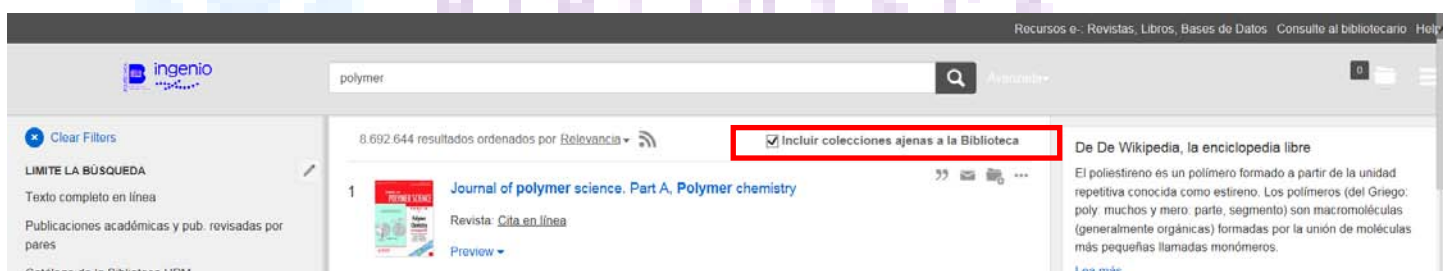 Recursos e-: Revistas, Libros, Bases de Datos Consulte al bibliotecario Help
ingenio
polymer
Avanzada
0
Clear Filters
8.692.644 resultados ordenados por Relevancia
Incluir colecciones ajenas a la Biblioteca
LIMITE LA BÚSQUEDA
Texto completo en línea
Publicaciones académicas y pub. revisadas por
pares
1
Journal of polymer science. Part A, Polymer chemistry
Revista: Cita en línea
Preview
De De Wikipedia, la enciclopedia libre
El poliestireno es un polímero formado a partir de la unidad
repetitiva conocida como estireno. Los polímeros (del Griego:
poly: muchos y mero: parte, segmento) son macromoléculas
(generalmente orgánicas) formadas por la unión de moléculas
más pequeñas llamadas monómeros.